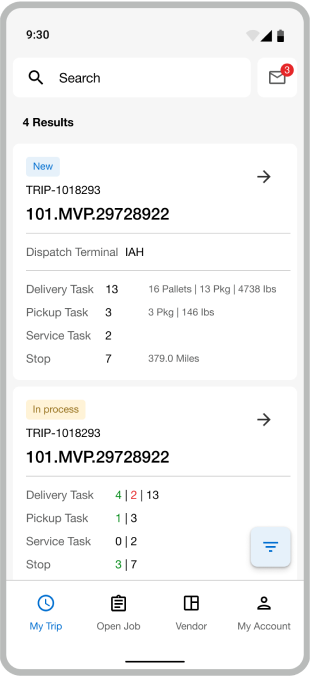 9:30
Search
3
4 Results
New
TRIP-1018293
101.MVP.29728922
Dispatch Terminal IAH
Delivery Task 13 16 Pallets | 13 Pkg | 4738 lbs
Pickup Task 3 3 Pkg | 146 lbs
Service Task 2
Stop 7 379.0 Miles
In process
TRIP-1018293
101.MVP.29728922
Delivery Task 4 | 2 | 13
Pickup Task 1 | 3
Service Task 0 | 2
Stop 3 | 7
My Trip Open Job Vendor My Account